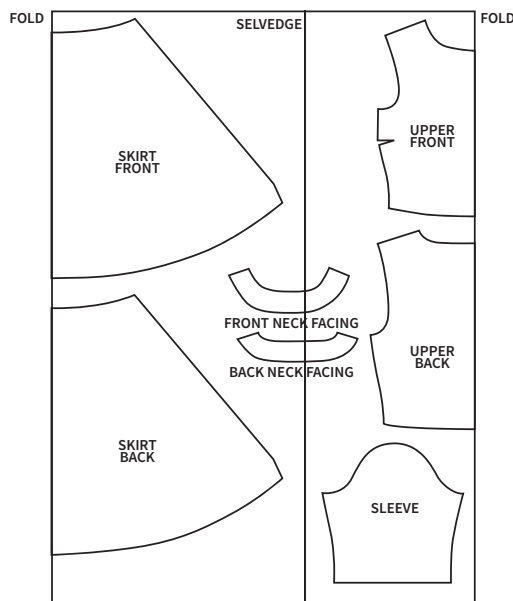 FOLD
SELVEDGE
FOLD
SKIRT
FRONT
UPPER
FRONT
FRONT NECK FACING
BACK NECK FACING
UPPER
BACK
SKIRT
BACK
SLEEVE